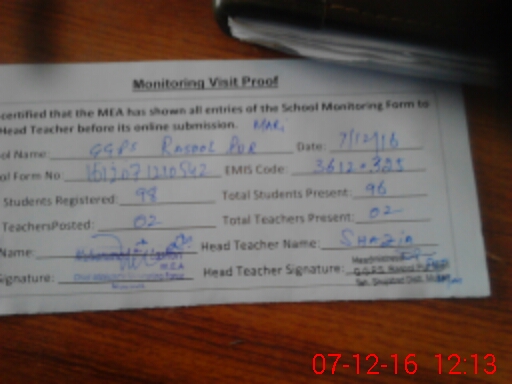 Monitoring Visit Proof
certified that the MEA has shown all entries of the School Monitoring Form to
Head Teacher before its online submission.
ol Name: GGPS Rasool Pur Date: 7/12/16
ol Form No: EMIS Code:
Students Registered: 98 Total Students Present: 96
TeachersPosted: 02 Total Teachers Present: 02
Name: Head Teacher Name: SHAZIA
MEA
Signature: Head Teacher Signature:
G.G.P.S. Rasool Pur
07-12-16 12:13